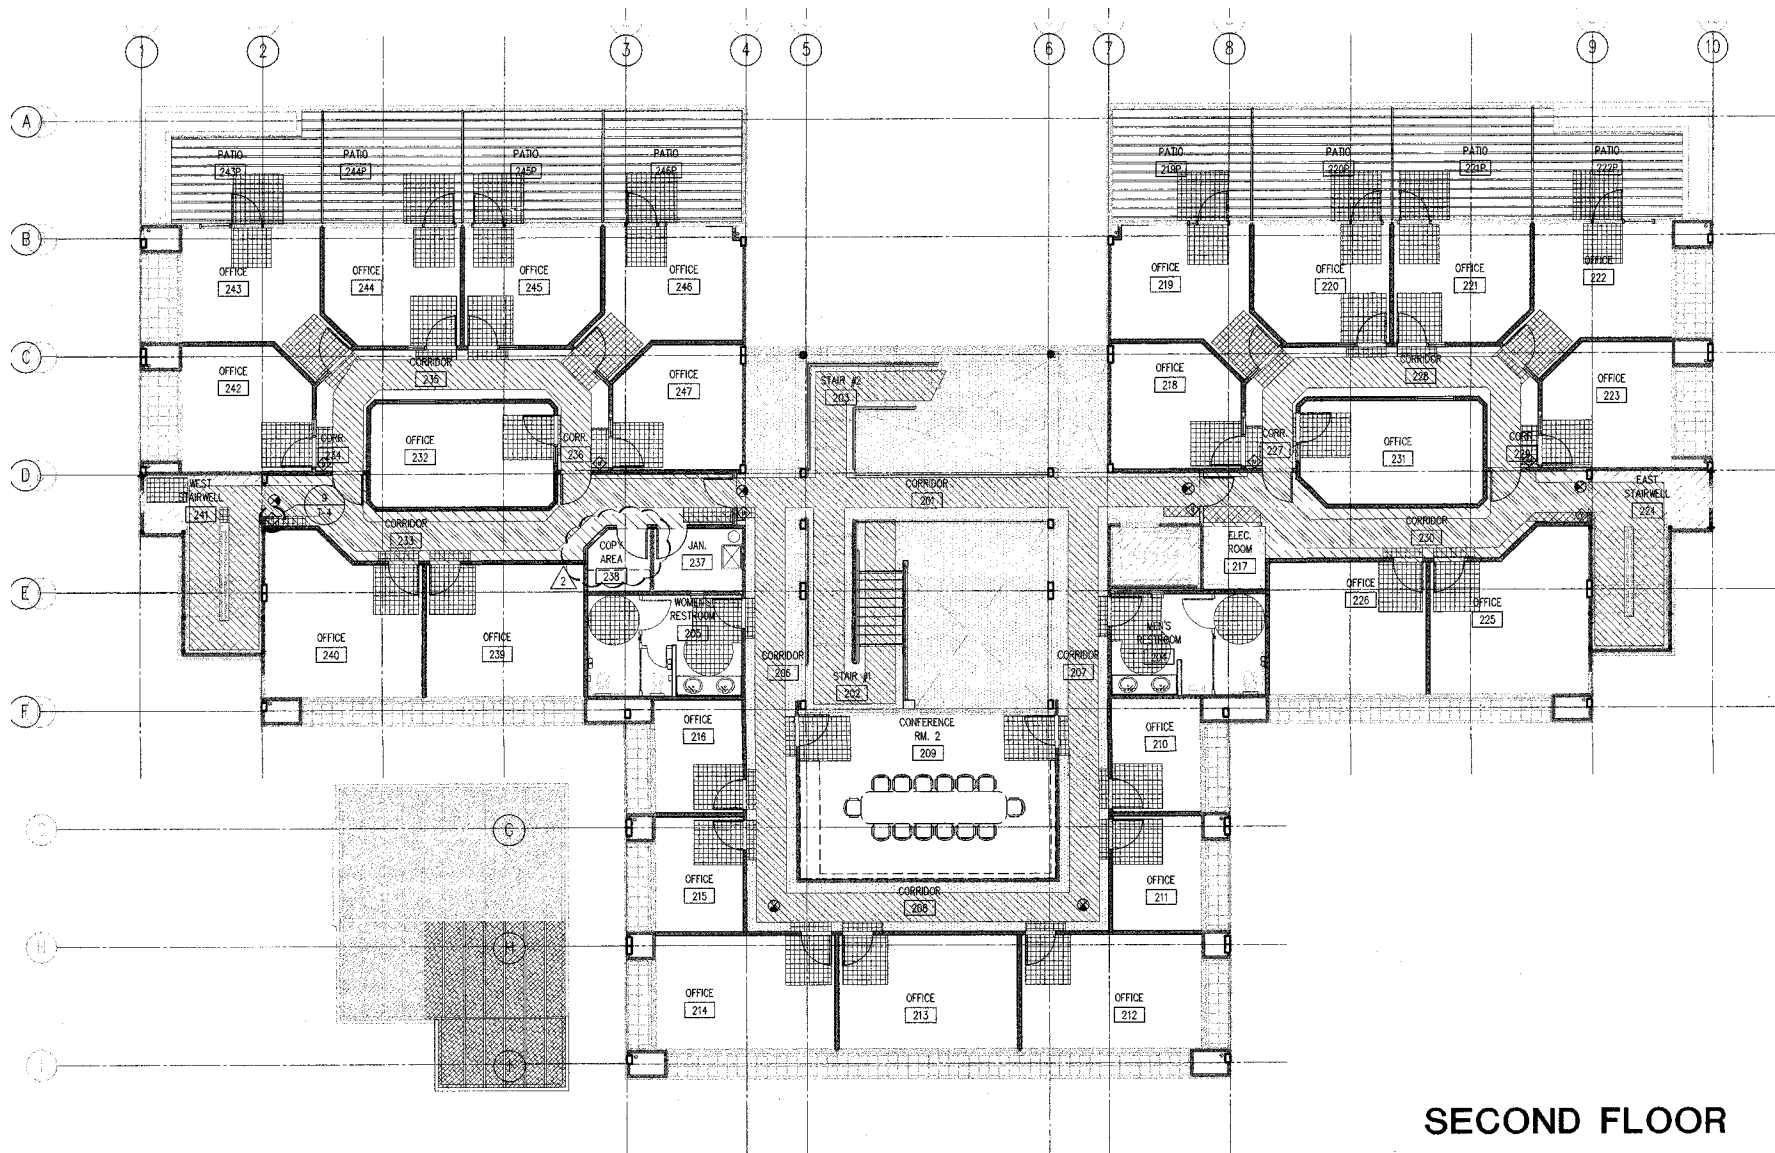 1 2 3 4 5 6 7 8 9 10
A
PATIO
243P
PATIO
244P
PATIO
245P
PATIO
246P
PATIO
219P
PATIO
220P
PATIO
221P
PATIO
222P
B
OFFICE
243
OFFICE
244
OFFICE
245
OFFICE
246
OFFICE
219
OFFICE
220
OFFICE
221
OFFICE
222
C
OFFICE
242
CORRIDOR
235
OFFICE
247
STAIR #2
203
OFFICE
218
CORRIDOR
228
OFFICE
223
CORR.
234
OFFICE
232
CORR.
236
CORR.
227
OFFICE
231
CORR.
229
D
WEST
STAIRWELL
241
9
T-4
CORRIDOR
201
EAST
STAIRWELL
224
CORRIDOR
233
COPY
AREA
238
JAN.
237
ELEC.
ROOM
217
CORRIDOR
230
2
E
OFFICE
240
OFFICE
239
WOMEN'S
RESTROOM
205
CORRIDOR
206
STAIR #1
202
CORRIDOR
207
MEN'S
RESTROOM
204
OFFICE
226
OFFICE
225
F
OFFICE
216
CONFERENCE
RM. 2
209
OFFICE
210
G
G
OFFICE
215
CORRIDOR
208
OFFICE
211
H
H
OFFICE
214
OFFICE
213
OFFICE
212
SECOND FLOOR